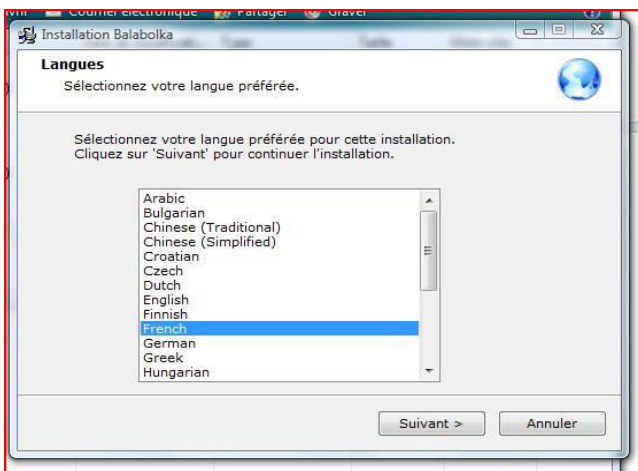 Courrier électronique Partager Graver
Installation Balabolka
Langues
Sélectionnez votre langue préférée.
Sélectionnez votre langue préférée pour cette installation.
Cliquez sur 'Suivant' pour continuer l'installation.
Arabic
Bulgarian
Chinese (Traditional)
Chinese (Simplified)
Croatian
Czech
Dutch
English
Finnish
French
German
Greek
Hungarian
Suivant > Annuler